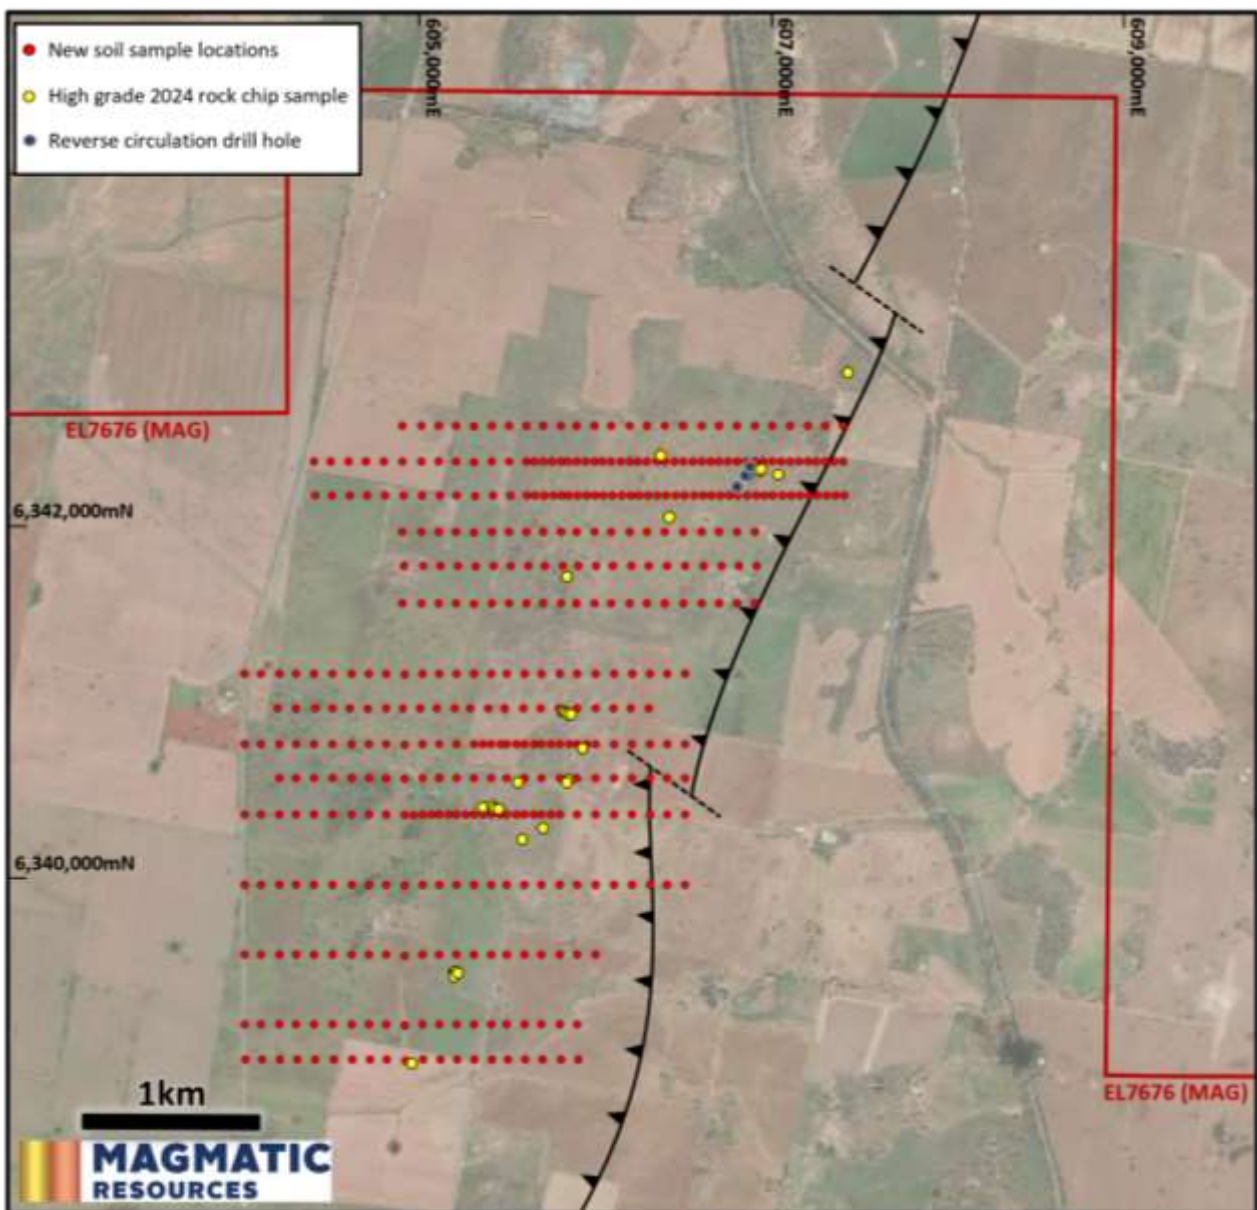 New soil sample locations
High grade 2024 rock chip sample
Reverse circulation drill hole
605,000mE
607,000mE
609,000mE
EL7676 (MAG)
6,342,000mN
6,340,000mN
1km
EL7676 (MAG)
MAGMATIC
RESOURCES